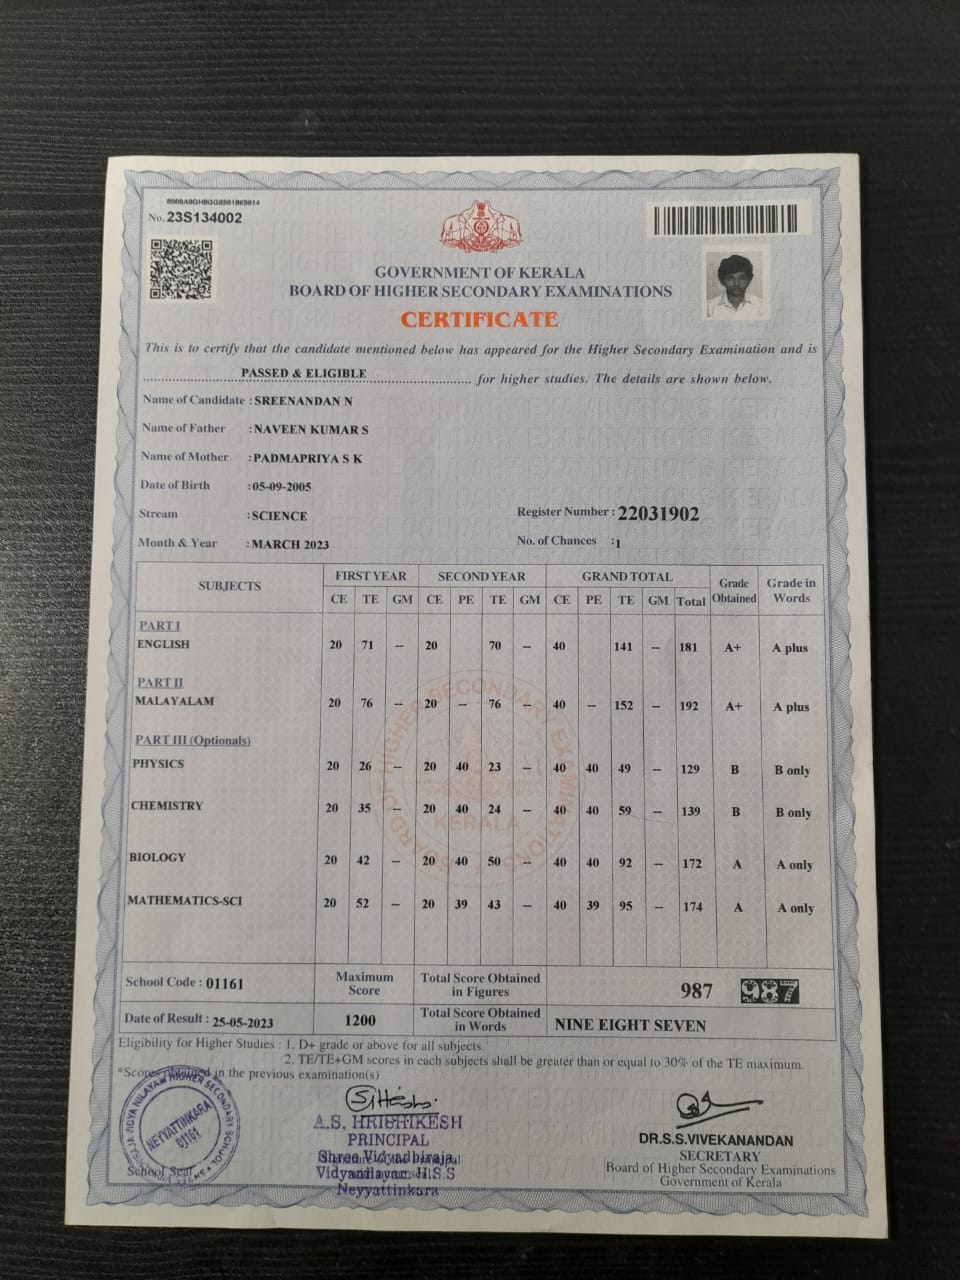 No. 23S134002
GOVERNMENT OF KERALA
BOARD OF HIGHER SECONDARY EXAMINATIONS
CERTIFICATE
This is to certify that the candidate mentioned below has appeared for the Higher Secondary Examination and is
PASSED & ELIGIBLE for higher studies. The details are shown below.
Name of Candidate : SREENANDAN N
Name of Father : NAVEEN KUMAR S
Name of Mother : PADMAPRIYA S K
Date of Birth : 05-09-2005
Stream : SCIENCE Register Number : 22031902
Month & Year : MARCH 2023 No. of Chances : 1
SUBJECTS FIRST YEAR SECOND YEAR GRAND TOTAL Grade Obtained Grade in Words
CE TE GM CE PE TE GM CE PE TE GM Total
PART I
ENGLISH 20 71 -- 20 70 -- 40 141 -- 181 A+ A plus
PART II
MALAYALAM 20 76 -- 20 -- 76 -- 40 -- 152 -- 192 A+ A plus
PART III (Optionals)
PHYSICS 20 26 -- 20 40 23 -- 40 40 49 -- 129 B B only
CHEMISTRY 20 35 -- 20 40 24 -- 40 40 59 -- 139 B B only
BIOLOGY 20 42 -- 20 40 50 -- 40 40 92 -- 172 A A only
MATHEMATICS-SCI 20 52 -- 20 39 43 -- 40 39 95 -- 174 A A only
School Code : 01161 Maximum Score Total Score Obtained in Figures 987 987
Date of Result : 25-05-2023 1200 Total Score Obtained in Words NINE EIGHT SEVEN
Eligibility for Higher Studies : 1. D+ grade or above for all subjects.
2. TE/TE+GM scores in each subjects shall be greater than or equal to 30% of the TE maximum.
*Scores obtained in the previous examination(s)
NEYYATTINKARA
01161
School Seal
A.S. HRISHIKESH
PRINCIPAL
Shree Vidyadhiraja
Vidyanilayam H.S.S
Neyyattinkara
DR.S.S.VIVEKANANDAN
SECRETARY
Board of Higher Secondary Examinations
Government of Kerala